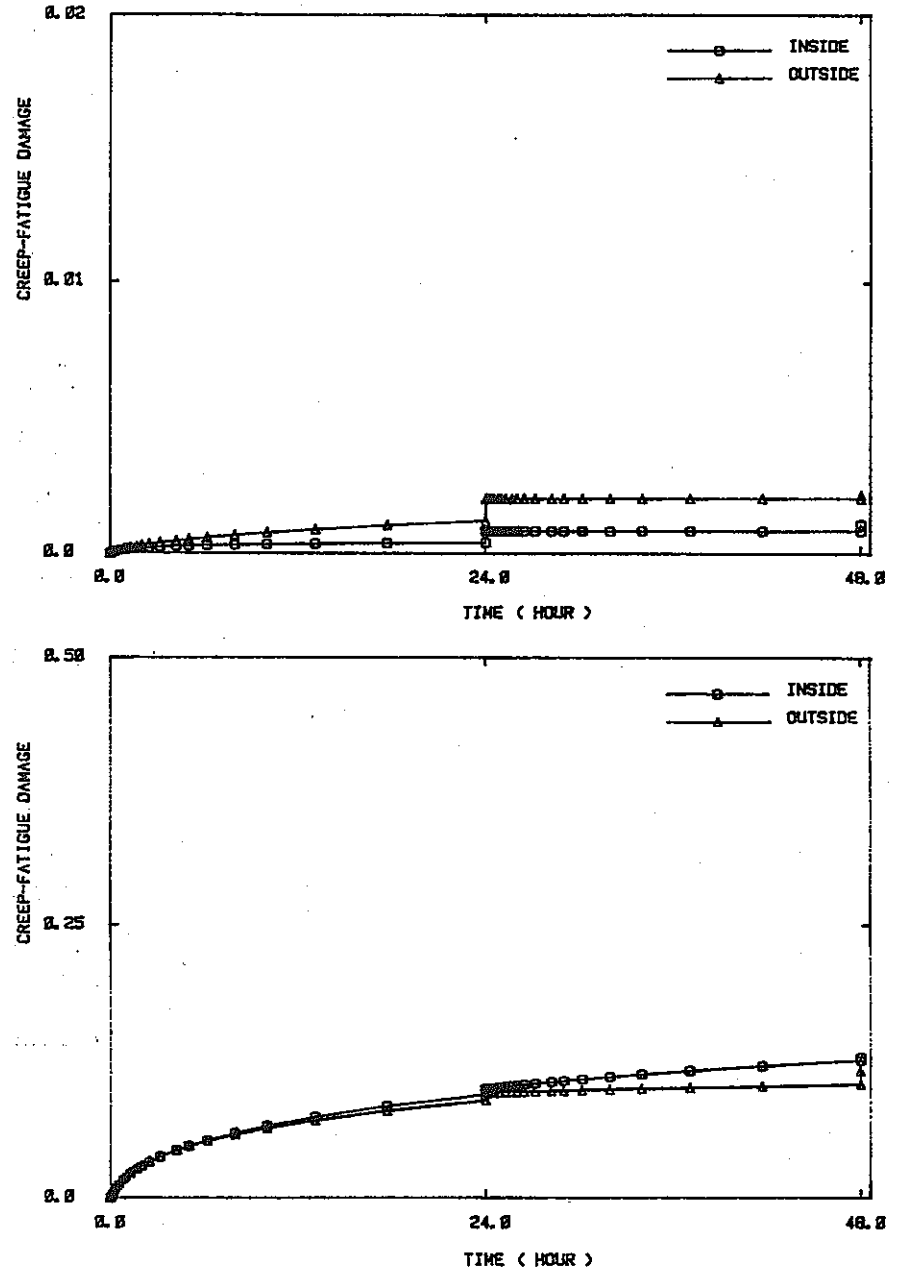 0.02
INSIDE
OUTSIDE
CREEP-FATIGUE DAMAGE
0.01
0.0
0.0
24.0
48.0
TIME ( HOUR )
0.50
INSIDE
OUTSIDE
CREEP-FATIGUE DAMAGE
0.25
0.0
0.0
24.0
48.0
TIME ( HOUR )